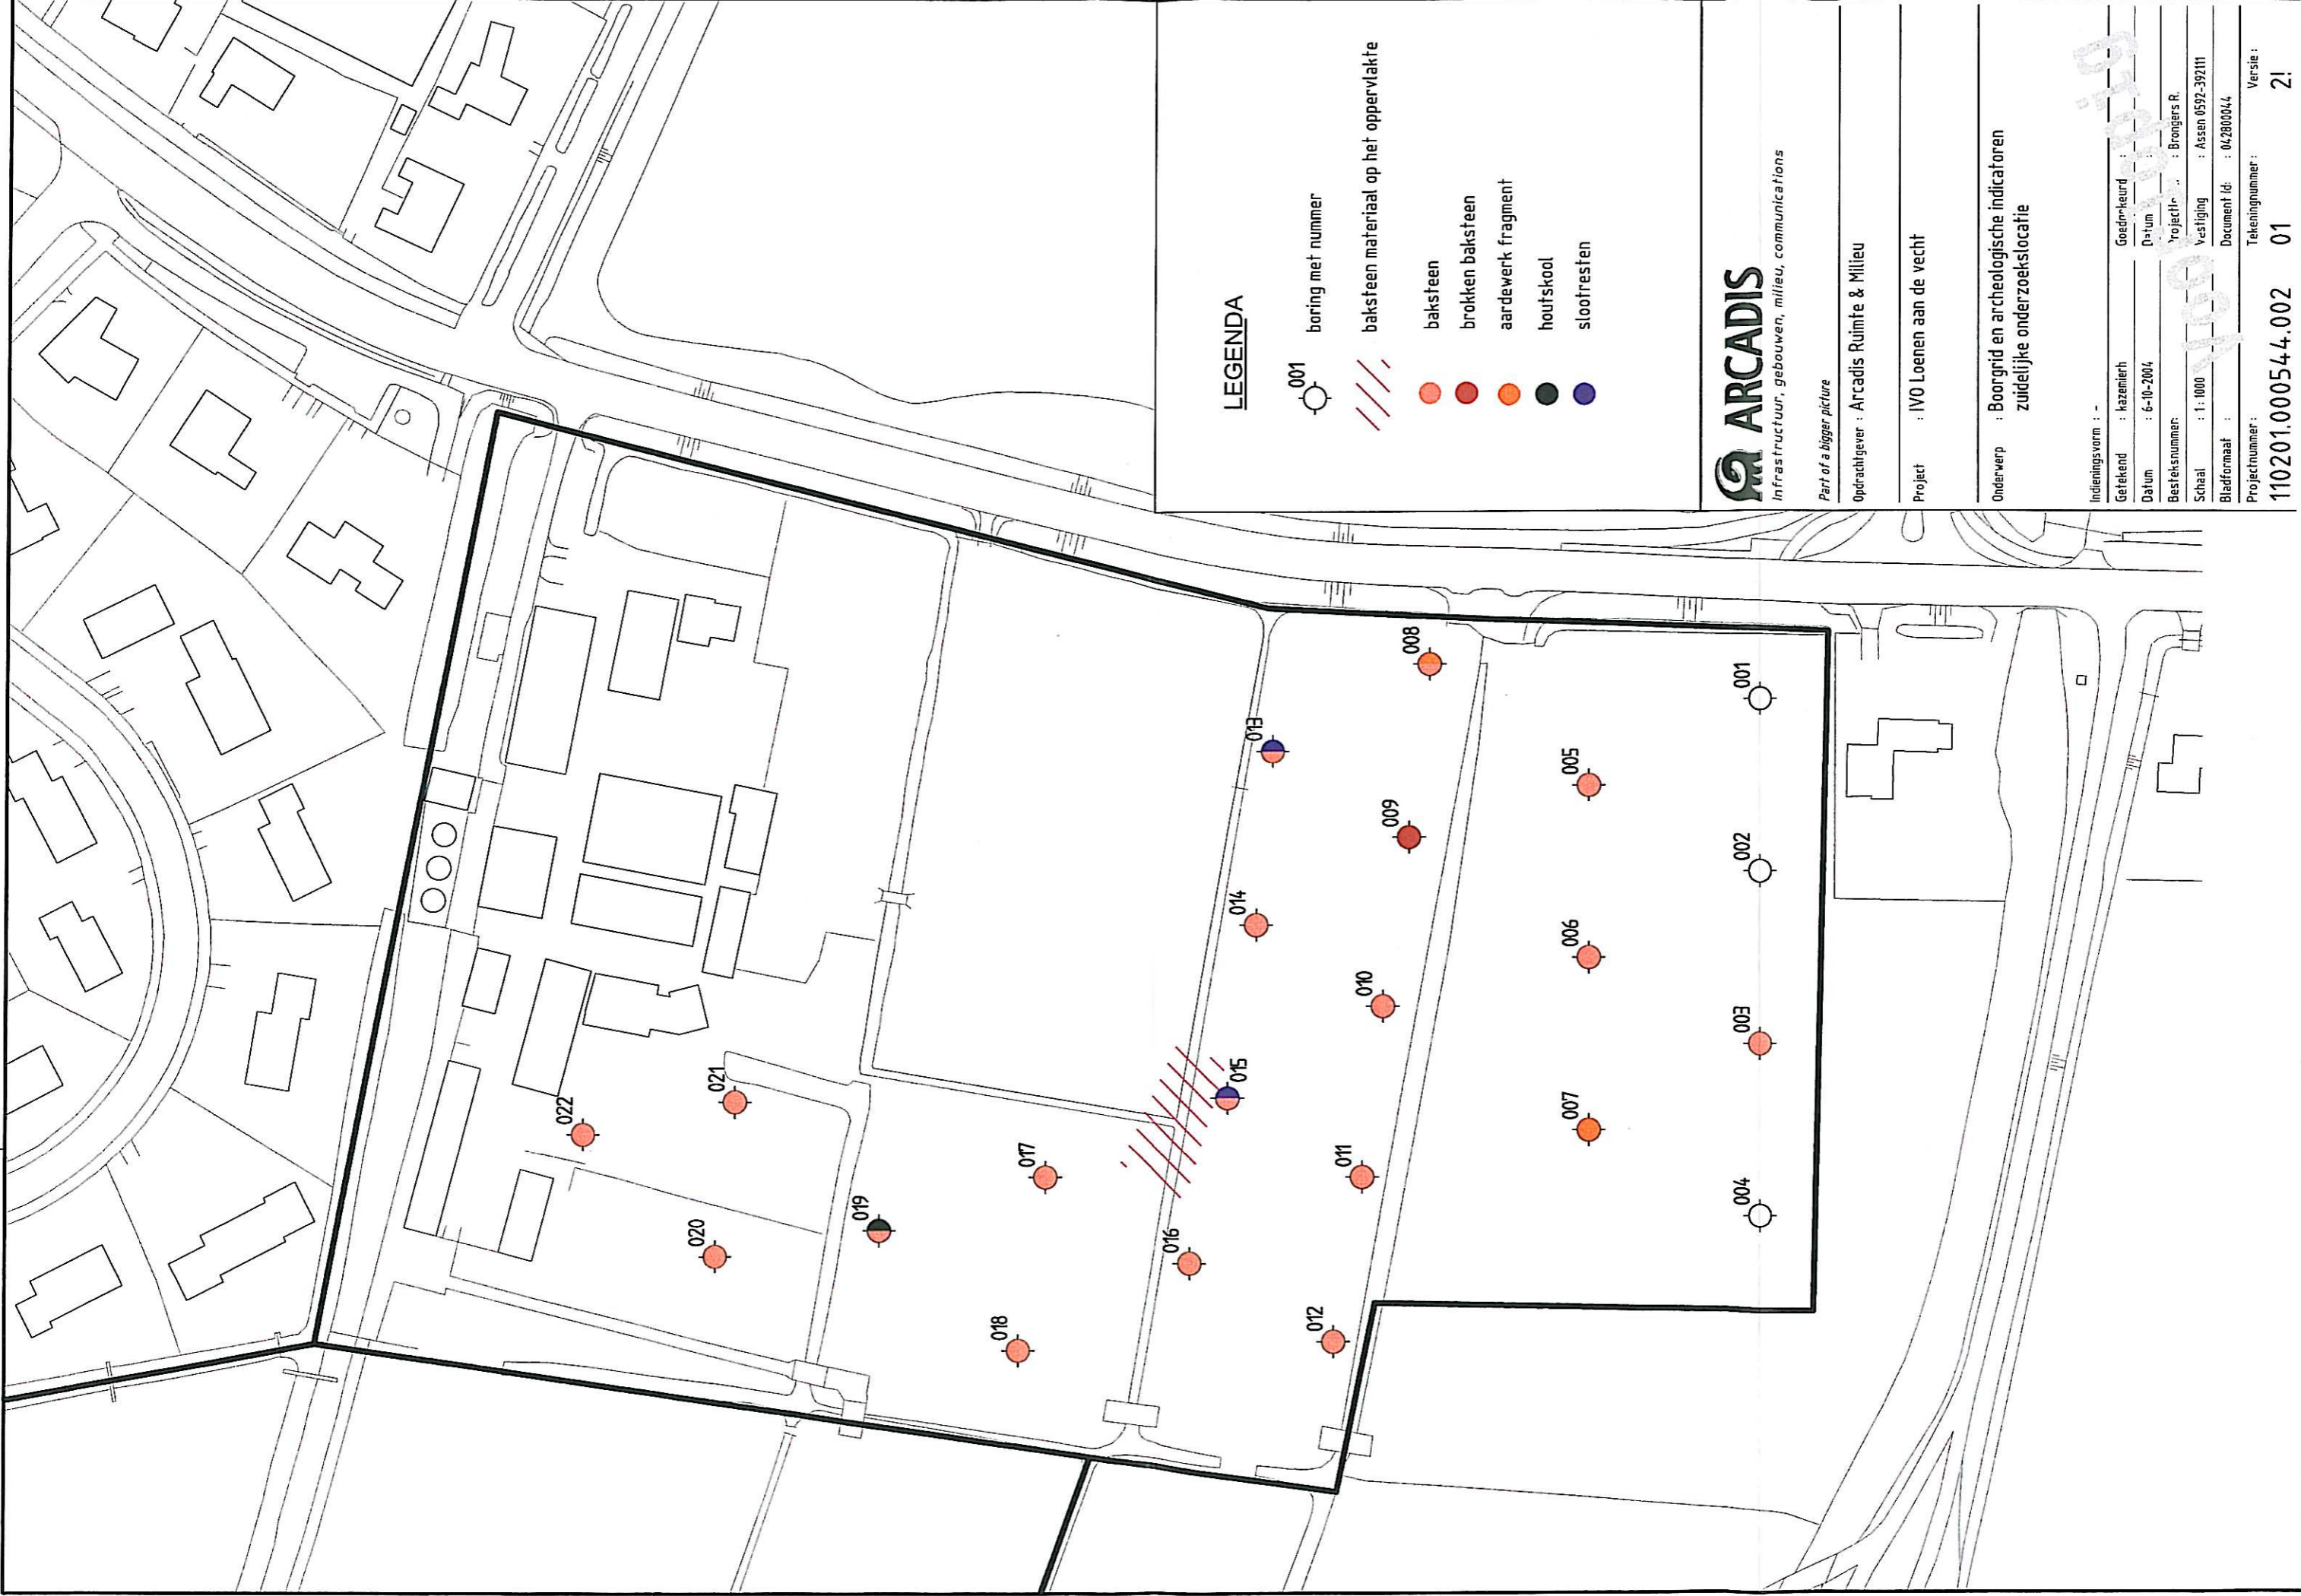 LEGENDA
001 boring met nummer
baksteen materiaal op het oppervlakte
baksteen
brokken baksteen
aardewerk fragment
houtskool
slootresten
ARCADIS
Infrastructuur, gebouwen, milieu, communications
Part of a bigger picture
Opdrachtgever : Arcadis Ruimte & Milieu
Project : IVO Loenen aan de vecht
Onderwerp : Boorgrid en archeologische indicatoren
zuidelijke onderzoekslocatie
Indieningsvorm : -
Getekend : kazemierh Goedgekeurd :
Datum : 6-10-2004 Datum :
Besteksnummer: : Brongers R.
Schaal : 1:1000 Vestiging : Assen 0592-392111
Bladformaat : Document Id: : 042800044
Projectnummer : Tekeningnummer : Versie :
110201.000544.002 01 2!
022
021
020
019
018
017
016
015
014
013
012
011
010
009
008
007
006
005
004
003
002
001